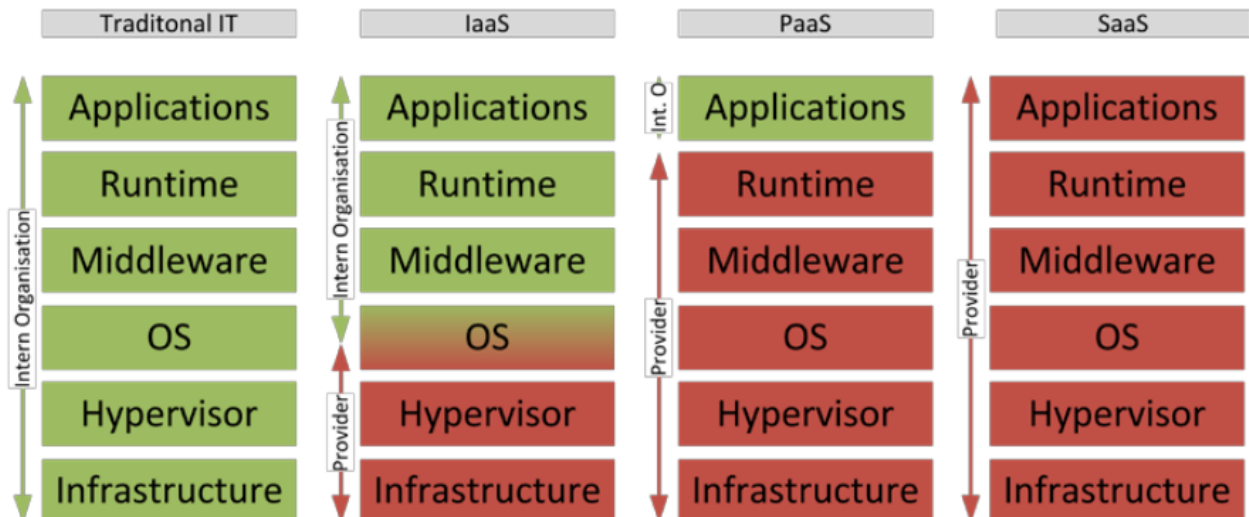 Traditonal IT
IaaS
PaaS
SaaS
Intern Organisation
Applications
Runtime
Middleware
OS
Hypervisor
Infrastructure
Intern Organisation
Provider
Applications
Runtime
Middleware
OS
Hypervisor
Infrastructure
Int. O
Provider
Applications
Runtime
Middleware
OS
Hypervisor
Infrastructure
Provider
Applications
Runtime
Middleware
OS
Hypervisor
Infrastructure